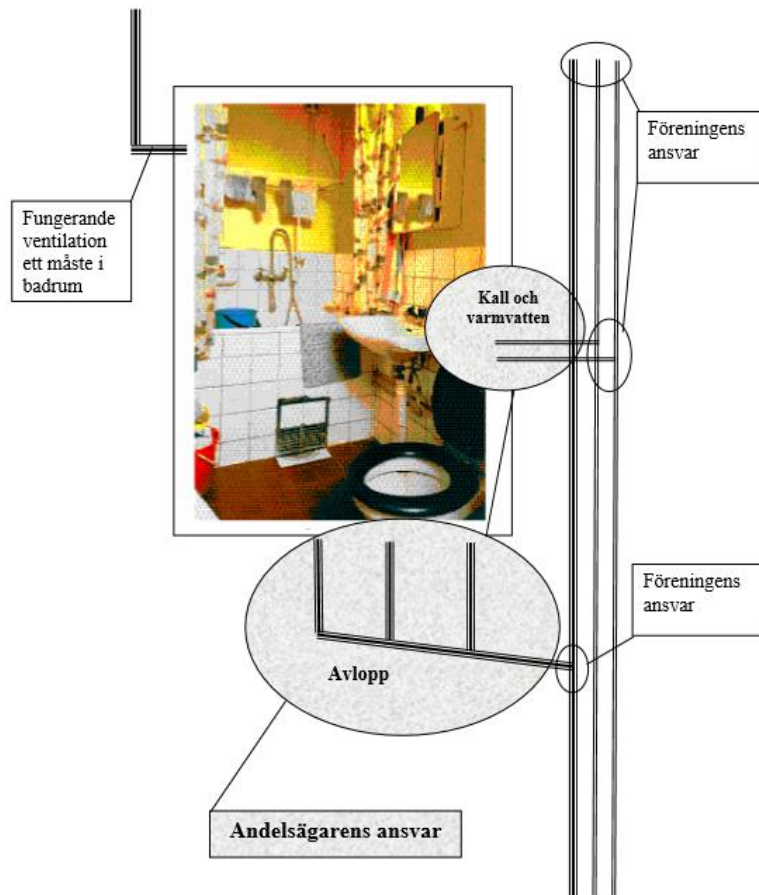 Föreningens
ansvar
Fungerande
ventilation
ett måste i
badrum
Kall och
varmvatten
Föreningens
ansvar
Avlopp
Andelsägarens ansvar